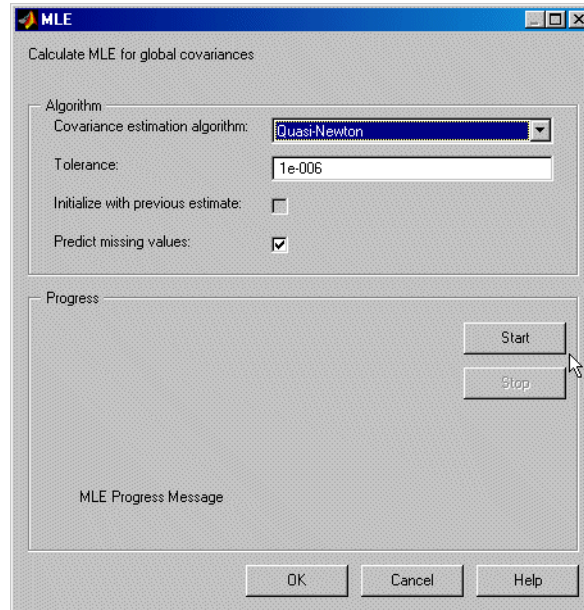 MLE
Calculate MLE for global covariances
Algorithm
Covariance estimation algorithm: Quasi-Newton
Tolerance: 1e-006
Initialize with previous estimate:
Predict missing values:
Progress
Start
Stop
MLE Progress Message
OK Cancel Help